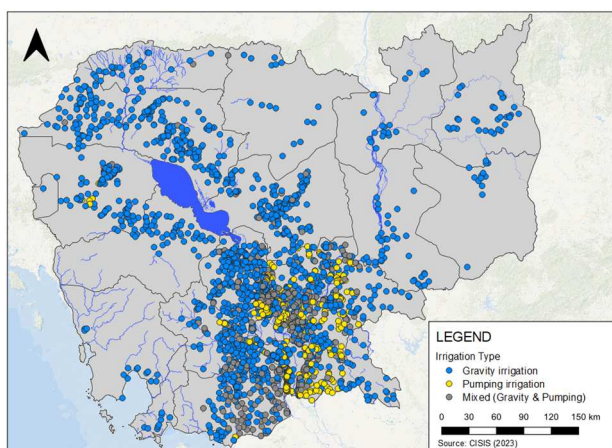 LEGEND
Irrigation Type
Gravity irrigation
Pumping irrigation
Mixed (Gravity & Pumping)
0 30 60 90 120 150 km
Source: CISIS (2023)